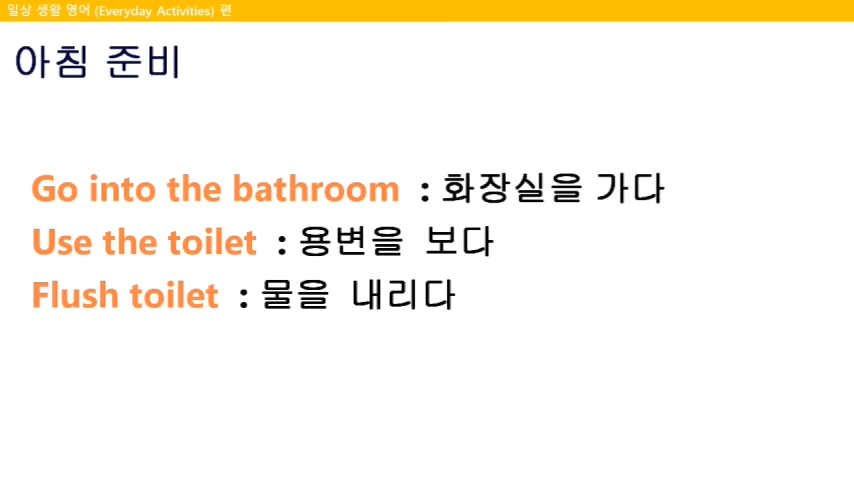 일상 생활 영어 (Everyday Activities) 편
아침 준비
Go into the bathroom : 화장실을 가다
Use the toilet : 용변을 보다
Flush toilet : 물을 내리다